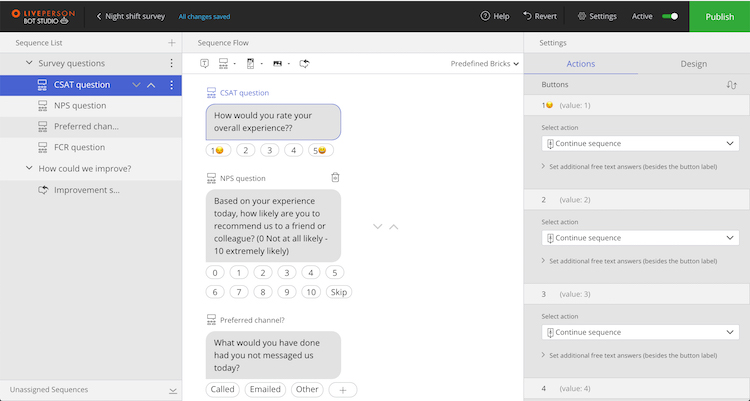 LIVEPERSON
BOT STUDIO
Night shift survey
All changes saved
Help
Revert
Settings
Active
Publish
Sequence List
Survey questions
CSAT question
NPS question
Preferred chan...
FCR question
How could we improve?
Improvement s...
Unassigned Sequences
Sequence Flow
Predefined Bricks
CSAT question
How would you rate your
overall experience??
1😒 2 3 4 5😀
NPS question
Based on your experience
today, how likely are you to
recommend us to a friend or
colleague? (0 Not at all likely -
10 extremely likely)
0 1 2 3 4 5
6 7 8 9 10 Skip
Preferred channel?
What would you have done
had you not messaged us
today?
Called Emailed Other +
Settings
Actions Design
Buttons
1😒 (value: 1)
Select action
Continue sequence
Set additional free text answers (besides the button label)
2 (value: 2)
Select action
Continue sequence
Set additional free text answers (besides the button label)
3 (value: 3)
Select action
Continue sequence
Set additional free text answers (besides the button label)
4 (value: 4)